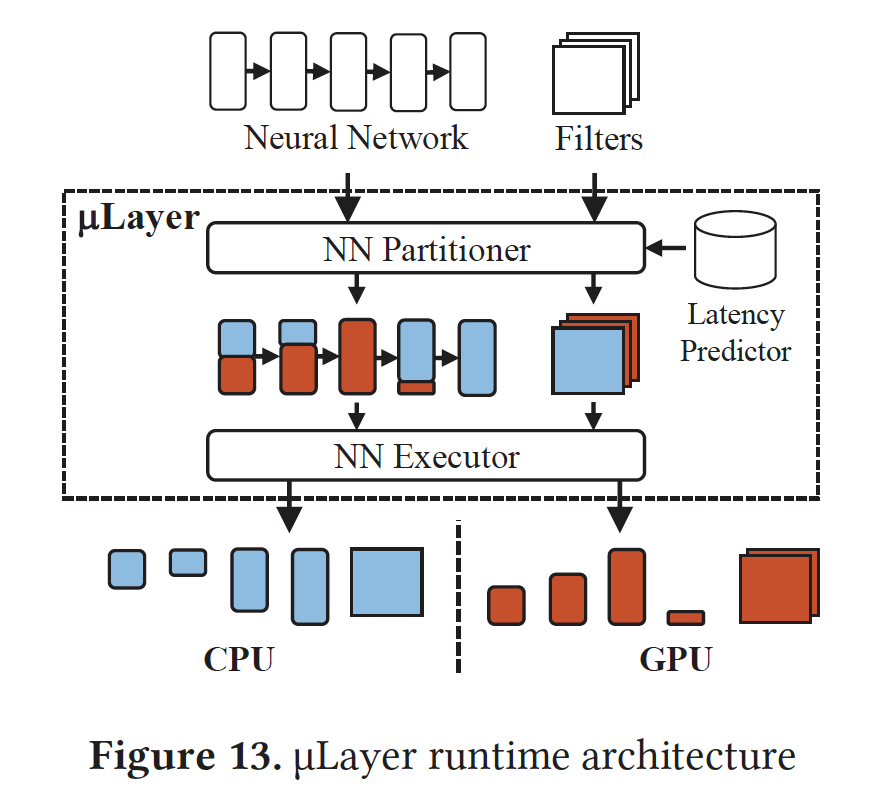 Neural Network
Filters
μLayer
NN Partitioner
Latency
Predictor
NN Executor
CPU
GPU
Figure 13. μLayer runtime architecture